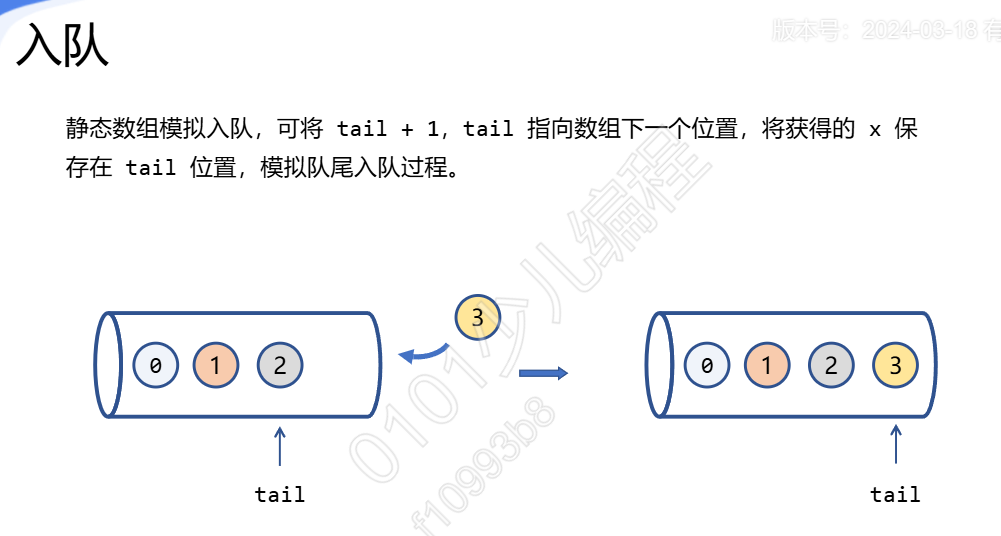 版本号：2024-03-18 有
入队
静态数组模拟入队，可将 tail + 1，tail 指向数组下一个位置，将获得的 x 保
存在 tail 位置，模拟队尾入队过程。
3
0 1 2
0 1 2 3
tail
tail
0101少儿编程
f10993b8